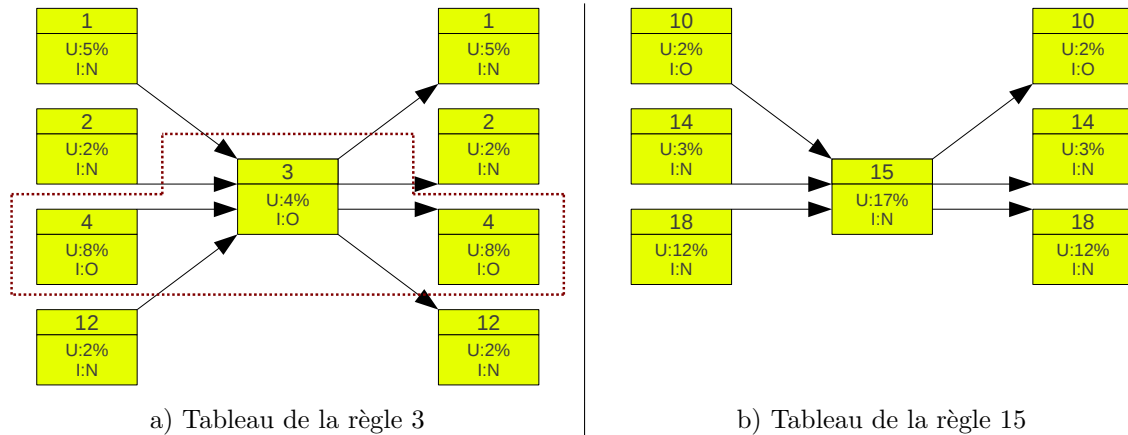 1
U:5%
I:N
2
U:2%
I:N
4
U:8%
I:O
12
U:2%
I:N
3
U:4%
I:O
1
U:5%
I:N
2
U:2%
I:N
4
U:8%
I:O
12
U:2%
I:N
a) Tableau de la règle 3
10
U:2%
I:O
14
U:3%
I:N
18
U:12%
I:N
15
U:17%
I:N
10
U:2%
I:O
14
U:3%
I:N
18
U:12%
I:N
b) Tableau de la règle 15